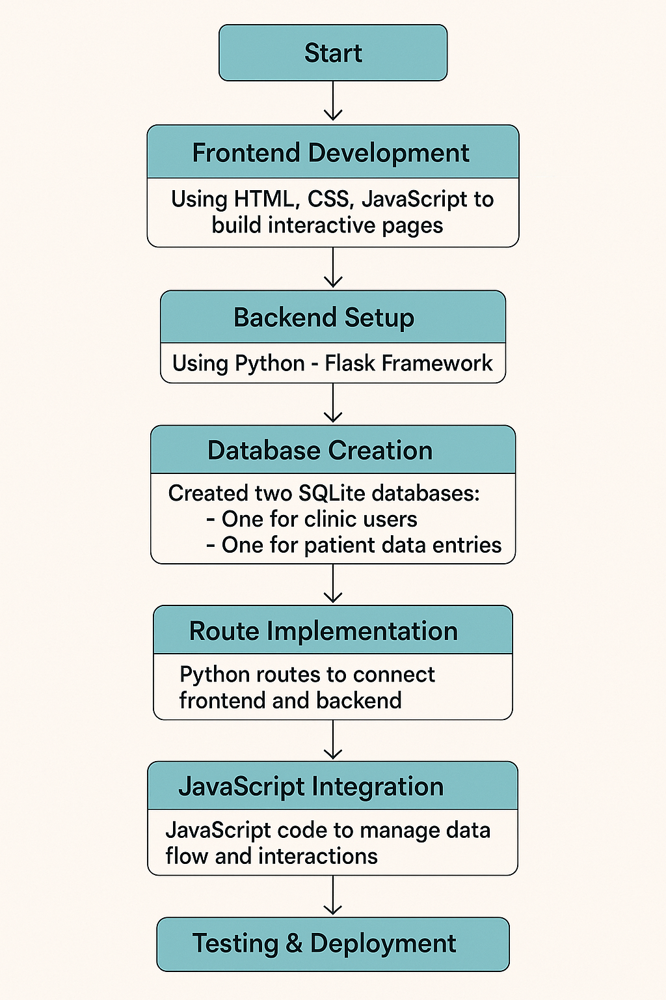 Start
Frontend Development
Using HTML, CSS, JavaScript to
build interactive pages
Backend Setup
Using Python - Flask Framework
Database Creation
Created two SQLite databases:
- One for clinic users
- One for patient data entries
Route Implementation
Python routes to connect
frontend and backend
JavaScript Integration
JavaScript code to manage data
flow and interactions
Testing & Deployment